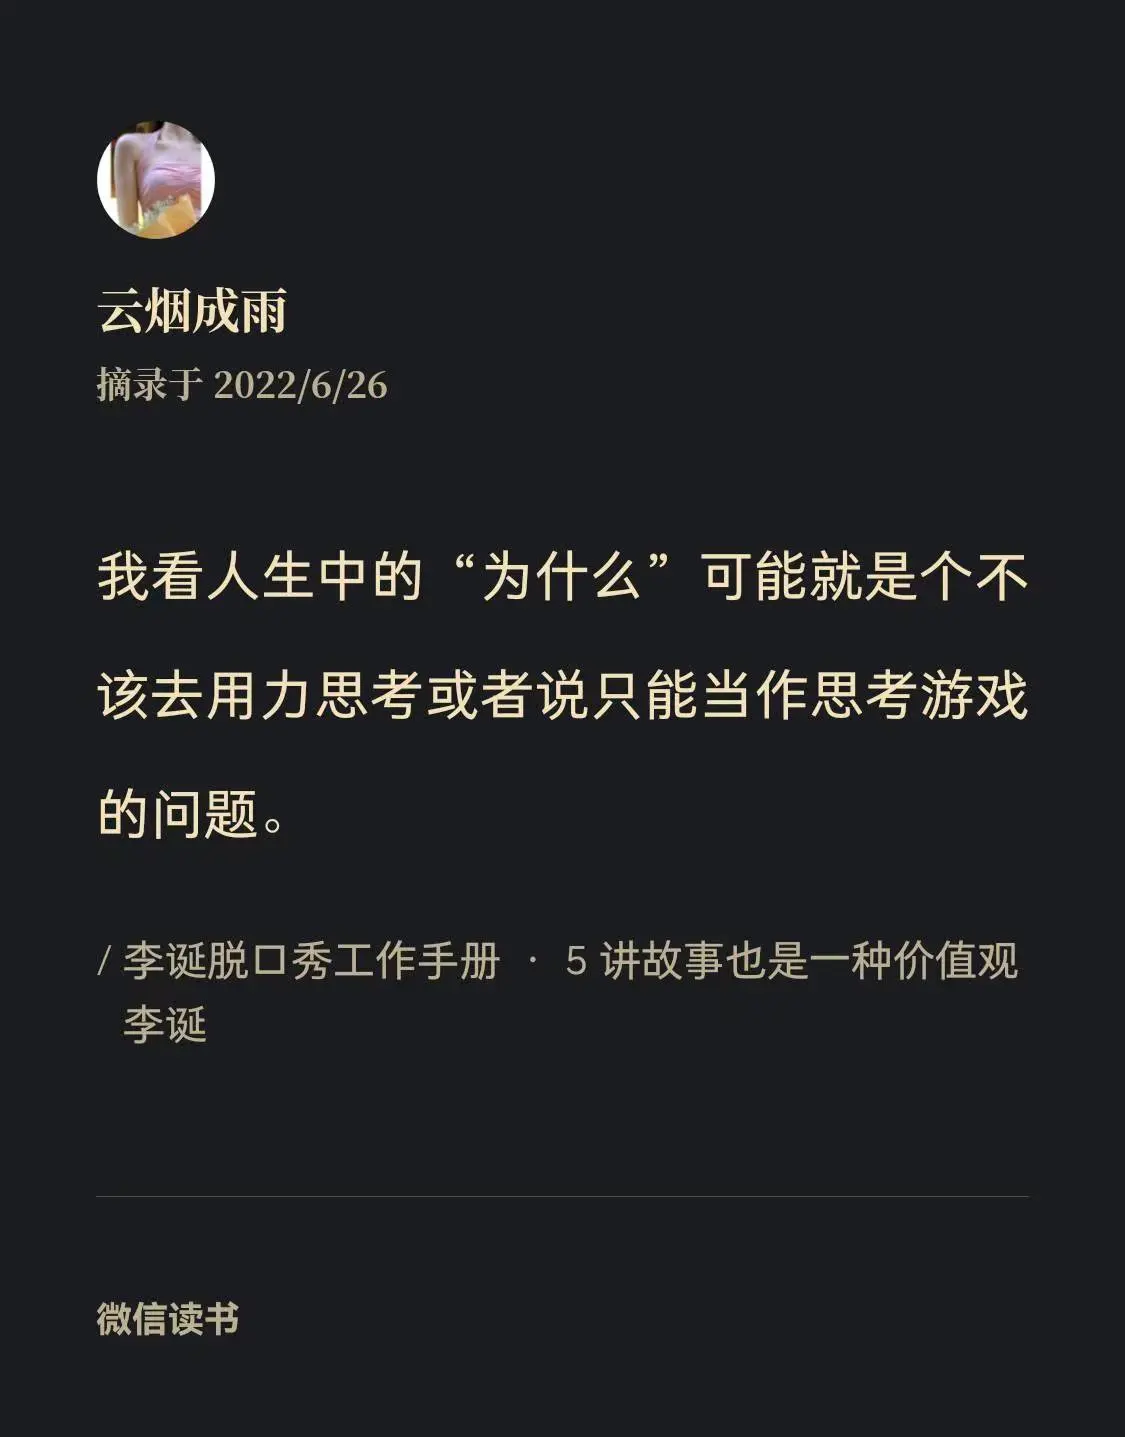 云烟成雨
摘录于 2022/6/26
我看人生中的“为什么”可能就是个不
该去用力思考或者说只能当作思考游戏
的问题。
/ 李诞脱口秀工作手册 · 5 讲故事也是一种价值观
李诞
微信读书